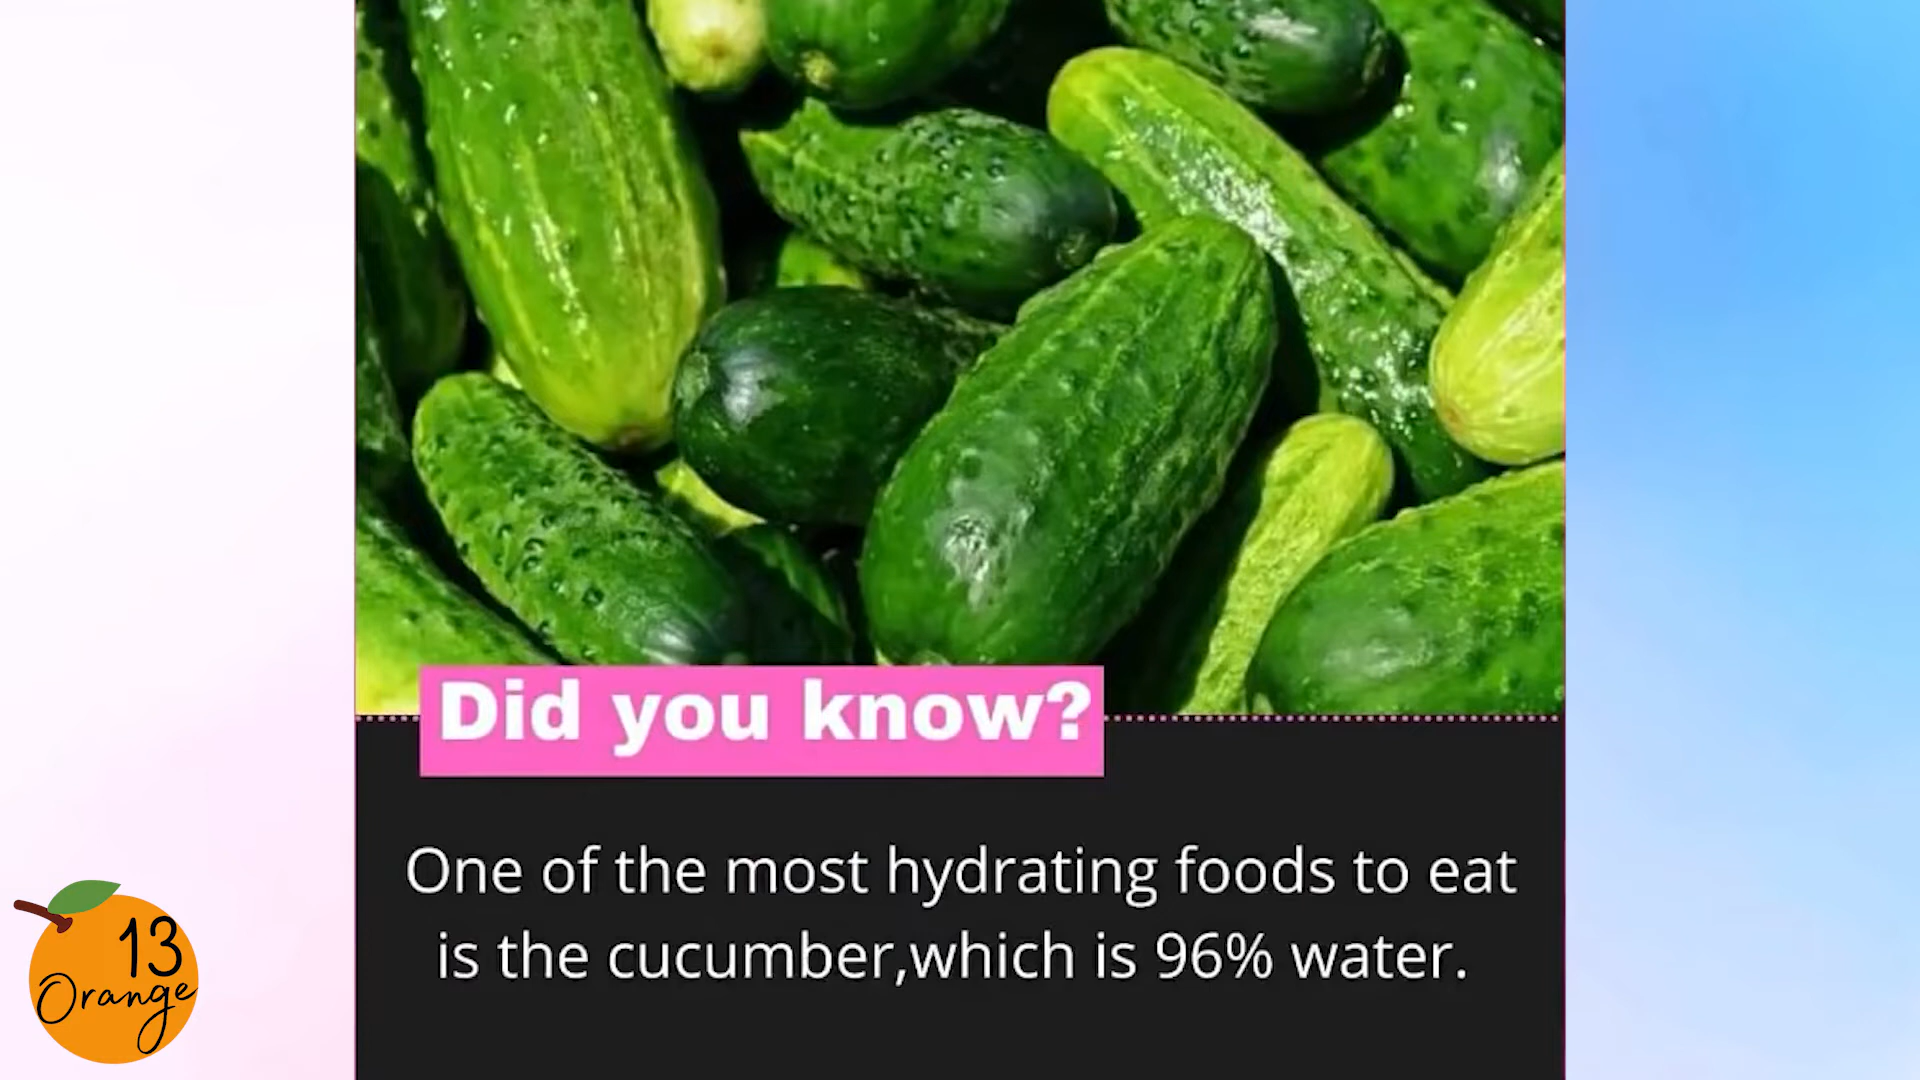 Did you know?
One of the most hydrating foods to eat
is the cucumber,which is 96% water.
13
Orange